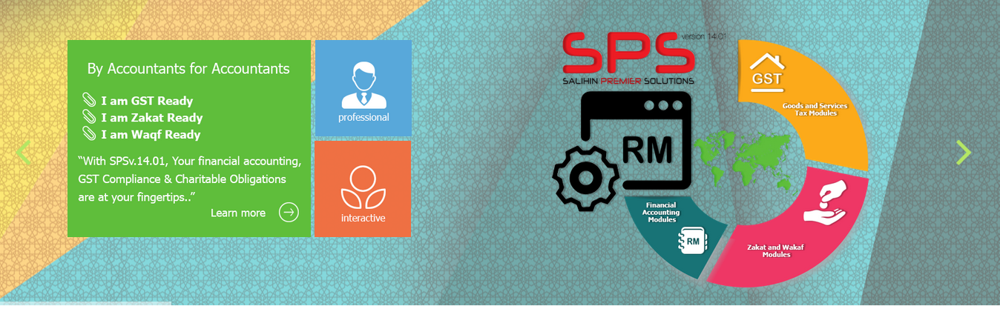 By Accountants for Accountants
I am GST Ready
I am Zakat Ready
I am Waqf Ready
“With SPSv.14.01, Your financial accounting,
GST Compliance & Charitable Obligations
are at your fingertips..”
Learn more
professional
interactive
SPS
version 14.01
SALIHIN PREMIER SOLUTIONS
RM
GST
Goods and Services
Tax Modules
Financial
Accounting
Modules
RM
Zakat and Wakaf
Modules